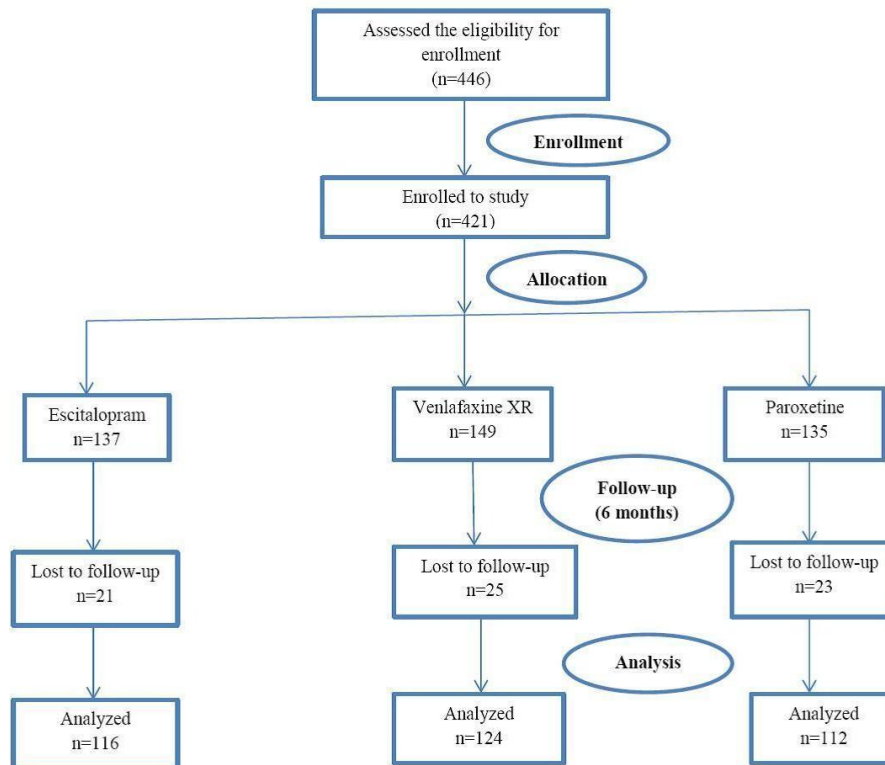 Assessed the eligibility for
enrollment
(n=446)
Enrollment
Enrolled to study
(n=421)
Allocation
Escitalopram
n=137
Venlafaxine XR
n=149
Paroxetine
n=135
Follow-up
(6 months)
Lost to follow-up
n=21
Lost to follow-up
n=25
Lost to follow-up
n=23
Analysis
Analyzed
n=116
Analyzed
n=124
Analyzed
n=112